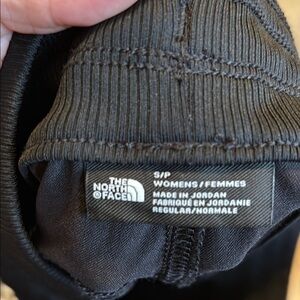 THE
NORTH
FACE
S/P
WOMENS/FEMMES
MADE IN JORDAN
FABRIQUÉ EN JORDANIE
REGULAR/NORMALE